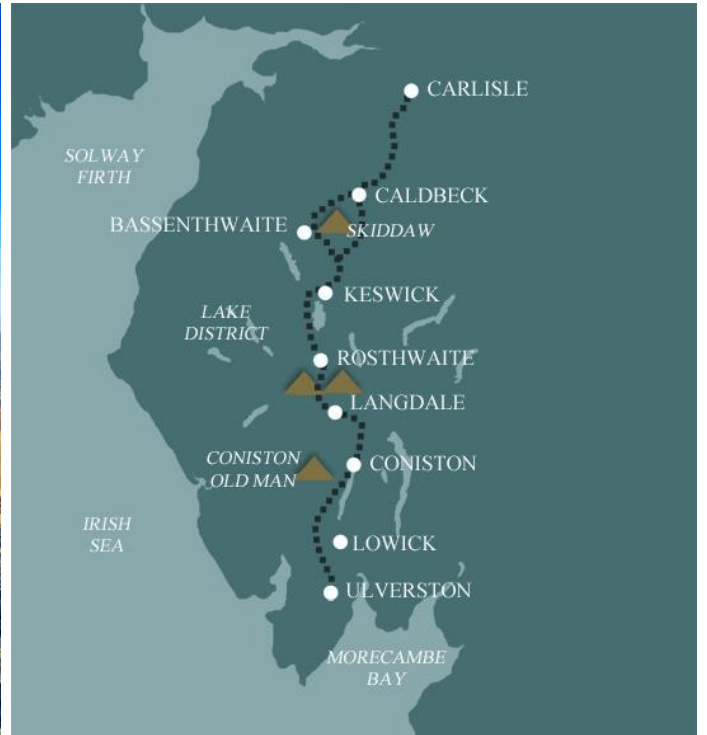 CARLISLE
SOLWAY
FIRTH
CALDBECK
BASSENTHWAITE
SKIDDAW
KESWICK
LAKE
DISTRICT
ROSTHWAITE
LANGDALE
CONISTON
OLD MAN
CONISTON
IRISH
SEA
LOWICK
ULVERSTON
MORECAMBE
BAY